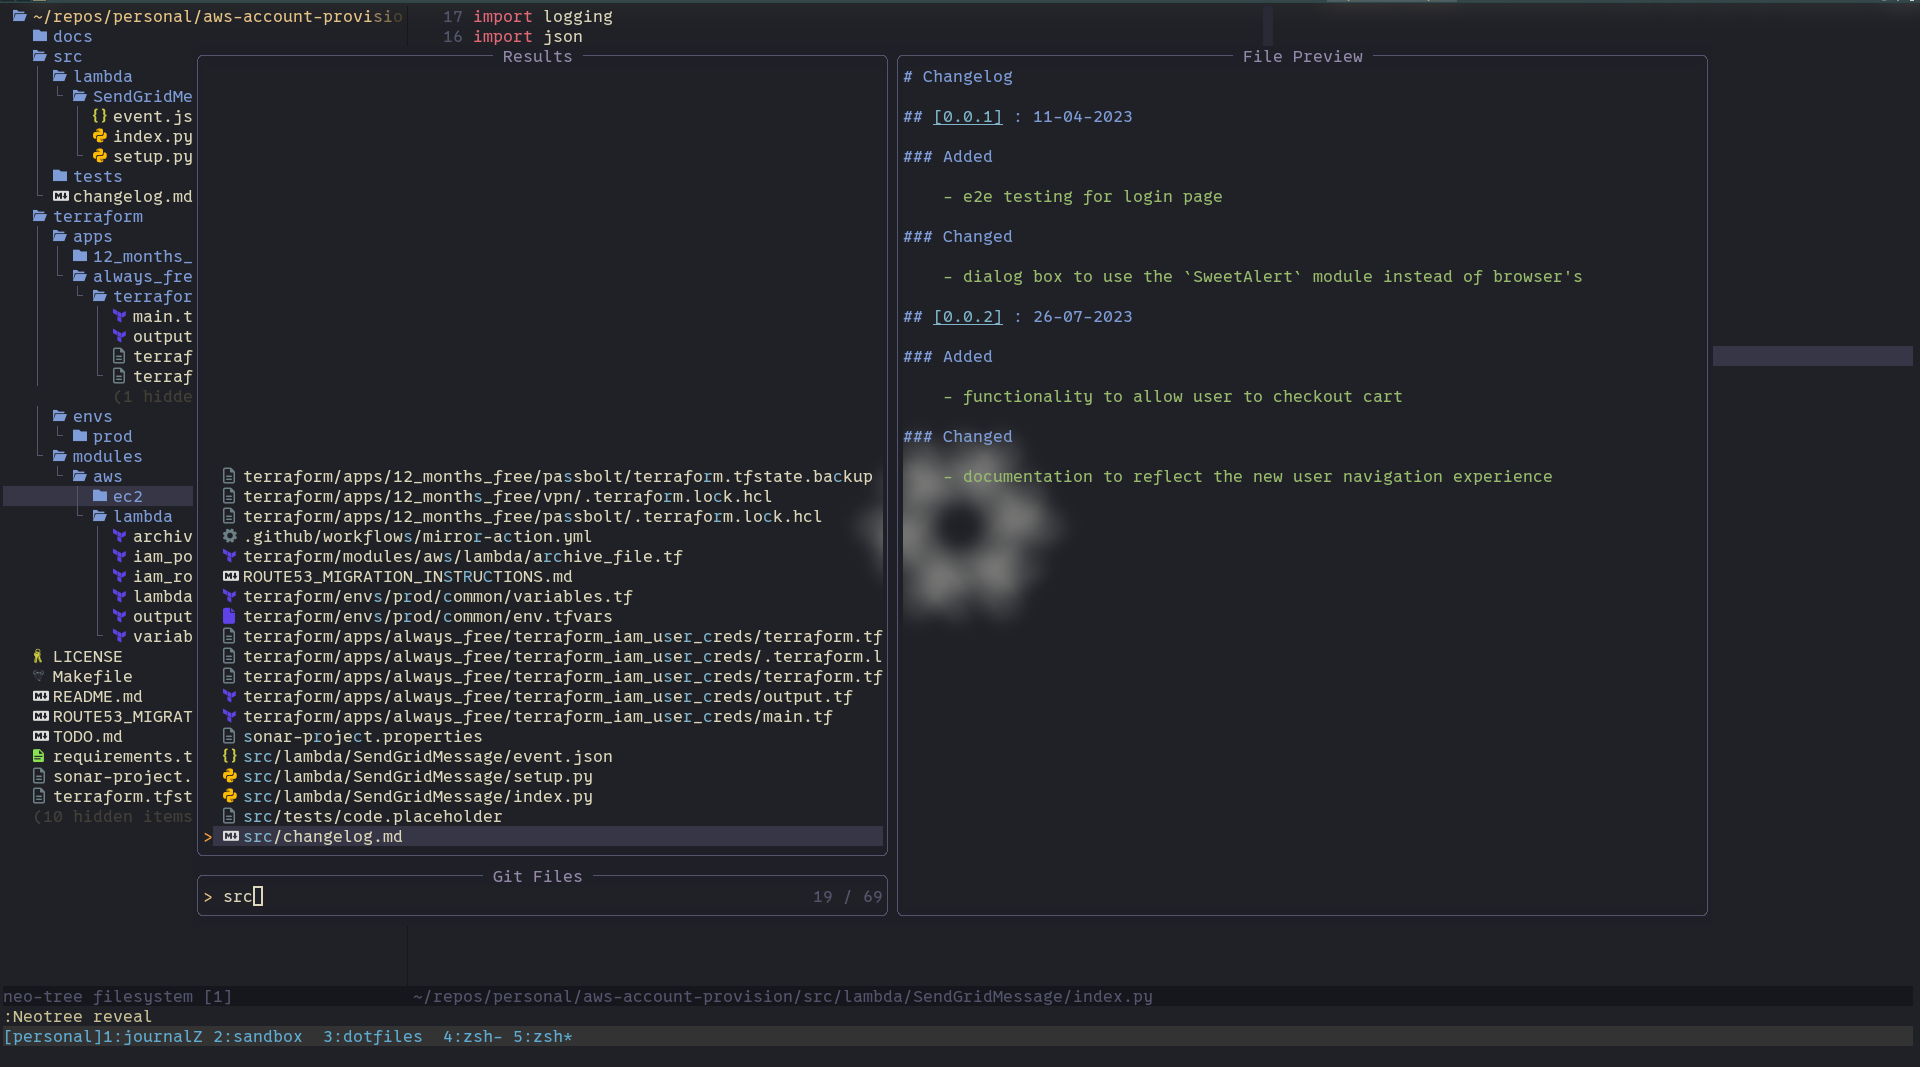 ~/repos/personal/aws-account-provisio
docs
src
lambda
SendGridMe
event.js
index.py
setup.py
tests
changelog.md
terraform
apps
12_months_
always_fre
terrafor
main.t
output
terraf
terraf
(1 hidde
envs
prod
modules
aws
ec2
lambda
archiv
iam_po
iam_ro
lambda
output
variab
LICENSE
Makefile
README.md
ROUTE53_MIGRAT
TODO.md
requirements.t
sonar-project.
terraform.tfst
(10 hidden items
17 import logging
16 import json
Results
terraform/apps/12_months_free/passbolt/terraform.tfstate.backup
terraform/apps/12_months_free/vpn/.terraform.lock.hcl
terraform/apps/12_months_free/passbolt/.terraform.lock.hcl
.github/workflows/mirror-action.yml
terraform/modules/aws/lambda/archive_file.tf
ROUTE53_MIGRATION_INSTRUCTIONS.md
terraform/envs/prod/common/variables.tf
terraform/envs/prod/common/env.tfvars
terraform/apps/always_free/terraform_iam_user_creds/terraform.tf
terraform/apps/always_free/terraform_iam_user_creds/.terraform.l
terraform/apps/always_free/terraform_iam_user_creds/terraform.tf
terraform/apps/always_free/terraform_iam_user_creds/output.tf
terraform/apps/always_free/terraform_iam_user_creds/main.tf
sonar-project.properties
src/lambda/SendGridMessage/event.json
src/lambda/SendGridMessage/setup.py
src/lambda/SendGridMessage/index.py
src/tests/code.placeholder
> src/changelog.md
Git Files
> src 19 / 69
File Preview
# Changelog
## [0.0.1] : 11-04-2023
### Added
- e2e testing for login page
### Changed
- dialog box to use the `SweetAlert` module instead of browser's
## [0.0.2] : 26-07-2023
### Added
- functionality to allow user to checkout cart
### Changed
- documentation to reflect the new user navigation experience
neo-tree filesystem [1] ~/repos/personal/aws-account-provision/src/lambda/SendGridMessage/index.py
:Neotree reveal
[personal]1:journalZ 2:sandbox 3:dotfiles 4:zsh- 5:zsh*